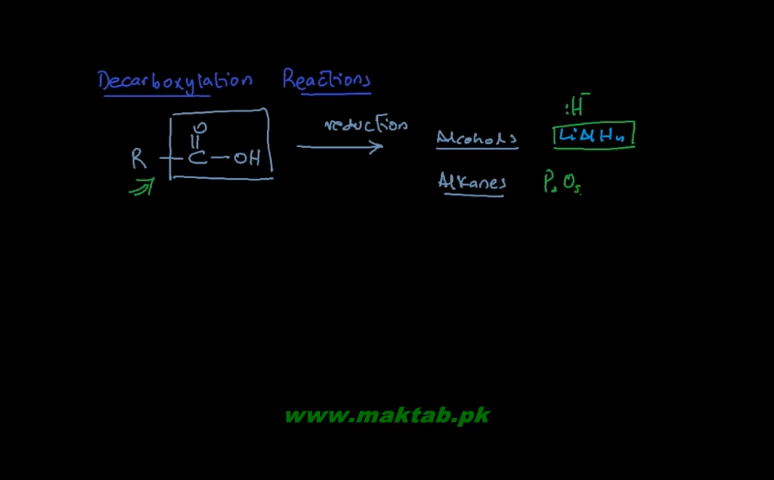 Decarboxylation Reactions
:H⁻
reduction
Alcohols LiAlH₄
O
R — C — OH
Alkanes P₂O₅
www.maktab.pk